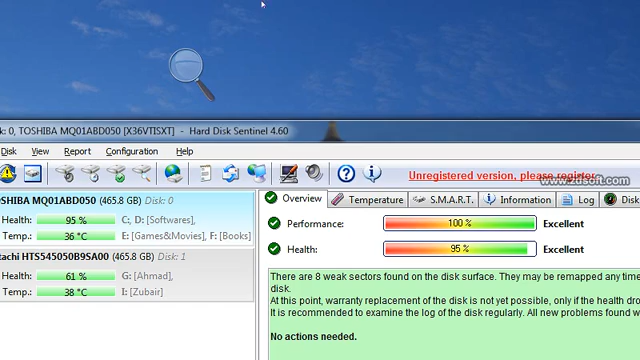 k: 0, TOSHIBA MQ01ABD050 [X36VTISXT] - Hard Disk Sentinel 4.60
Disk View Report Configuration Help
Unregistered version, please register
www.zdsoft.com
OSHIBA MQ01ABD050 (465.8 GB) Disk: 0
Health: 95 % C, D: [Softwares],
Temp.: 36 °C E: [Games&Movies], F: [Books]
tachi HTS545050B9SA00 (465.8 GB) Disk: 1
Health: 61 % G: [Ahmad],
Temp.: 38 °C I: [Zubair]
Overview Temperature S.M.A.R.T. Information Log Disk
Performance: 100 % Excellent
Health: 95 % Excellent
There are 8 weak sectors found on the disk surface. They may be remapped any time
disk.
At this point, warranty replacement of the disk is not yet possible, only if the health dro
It is recommended to examine the log of the disk regularly. All new problems found w
No actions needed.